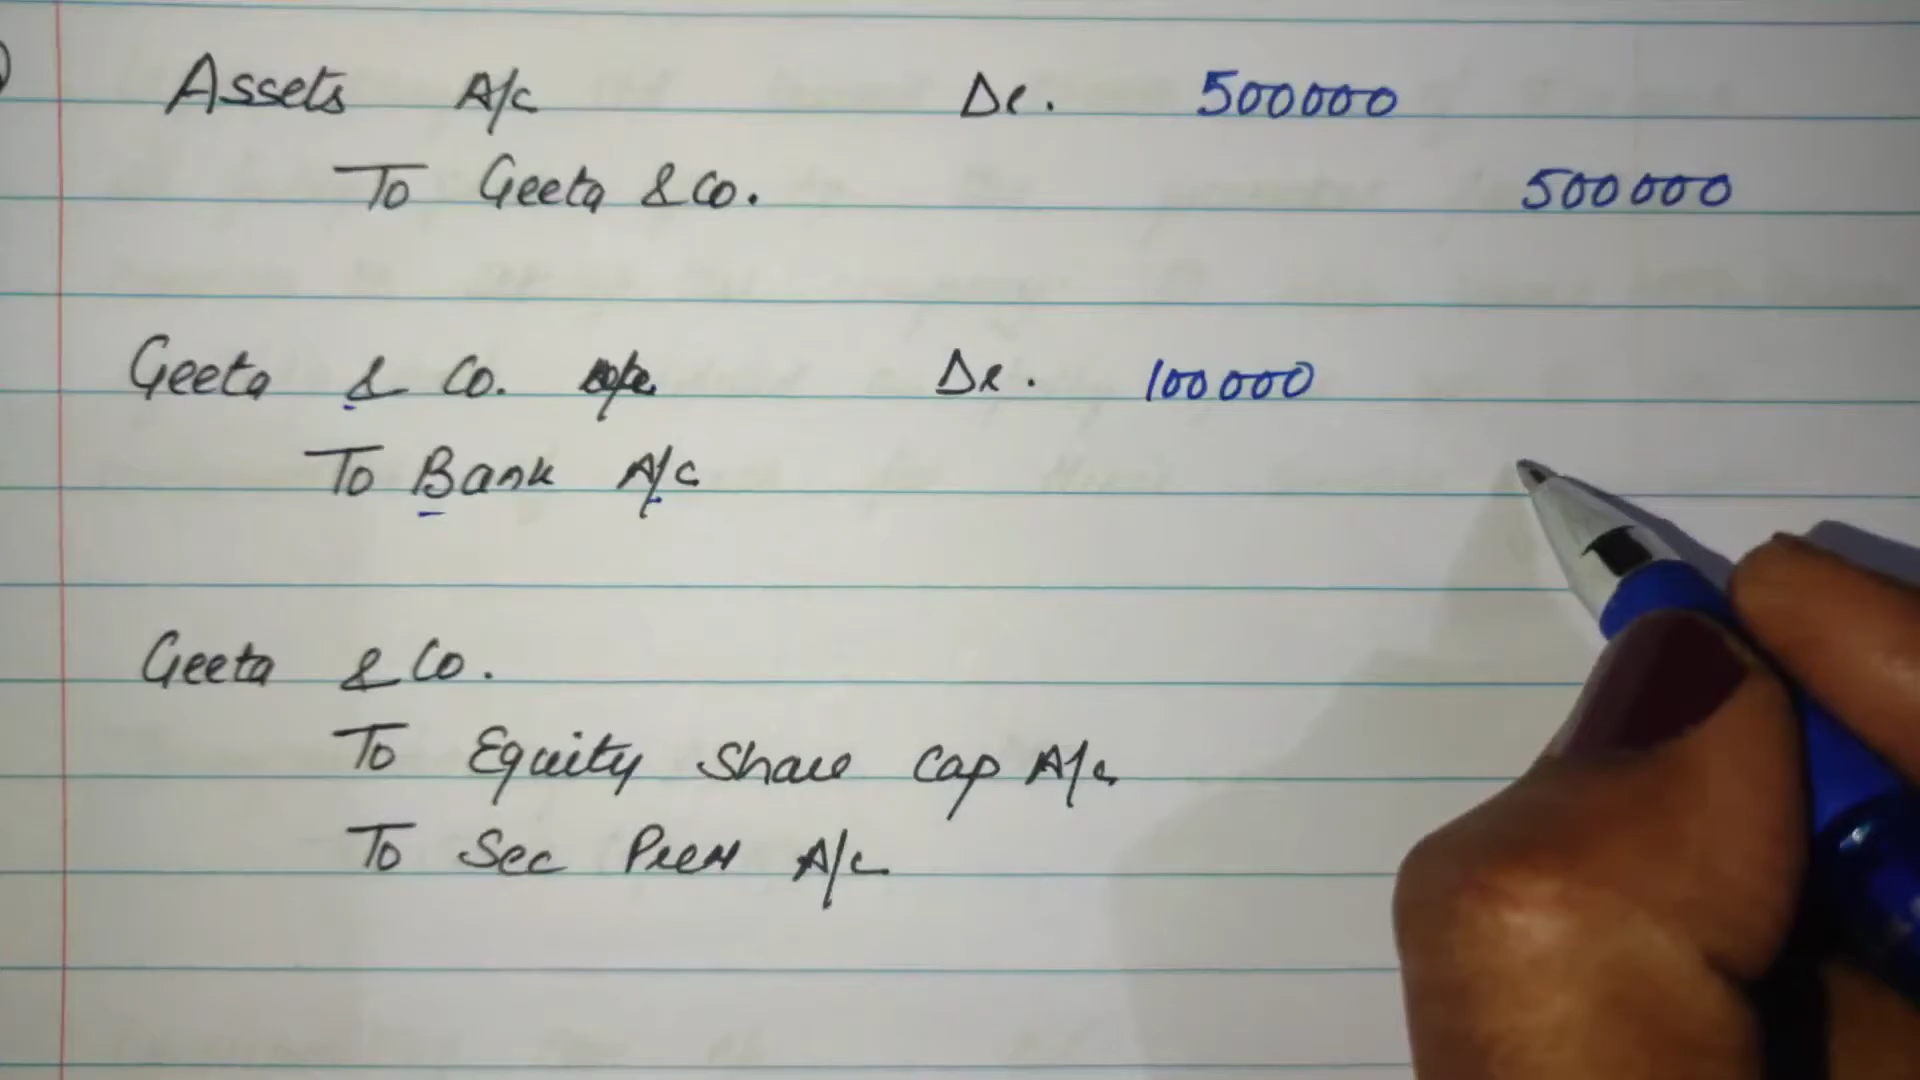 Assets A/c Dr. 500000
To Geeta & Co. 500000
Geeta & Co. A/c Dr. 100000
To Bank A/c
Geeta & Co.
To Equity Share Cap A/c
To Sec Prem A/c